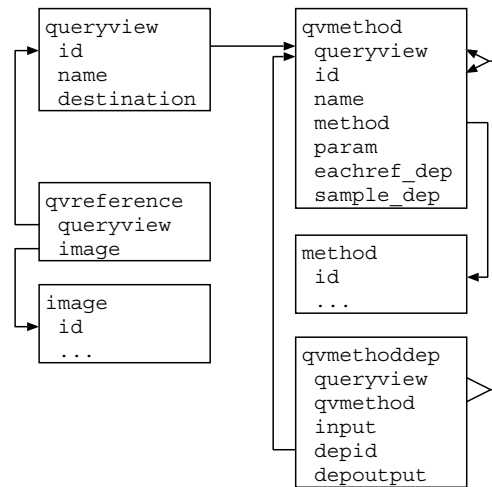 queryview
id
name
destination
qvreference
queryview
image
image
id
...
qvmethod
queryview
id
name
method
param
eachref_dep
sample_dep
method
id
...
qvmethoddep
queryview
qvmethod
input
depid
depoutput